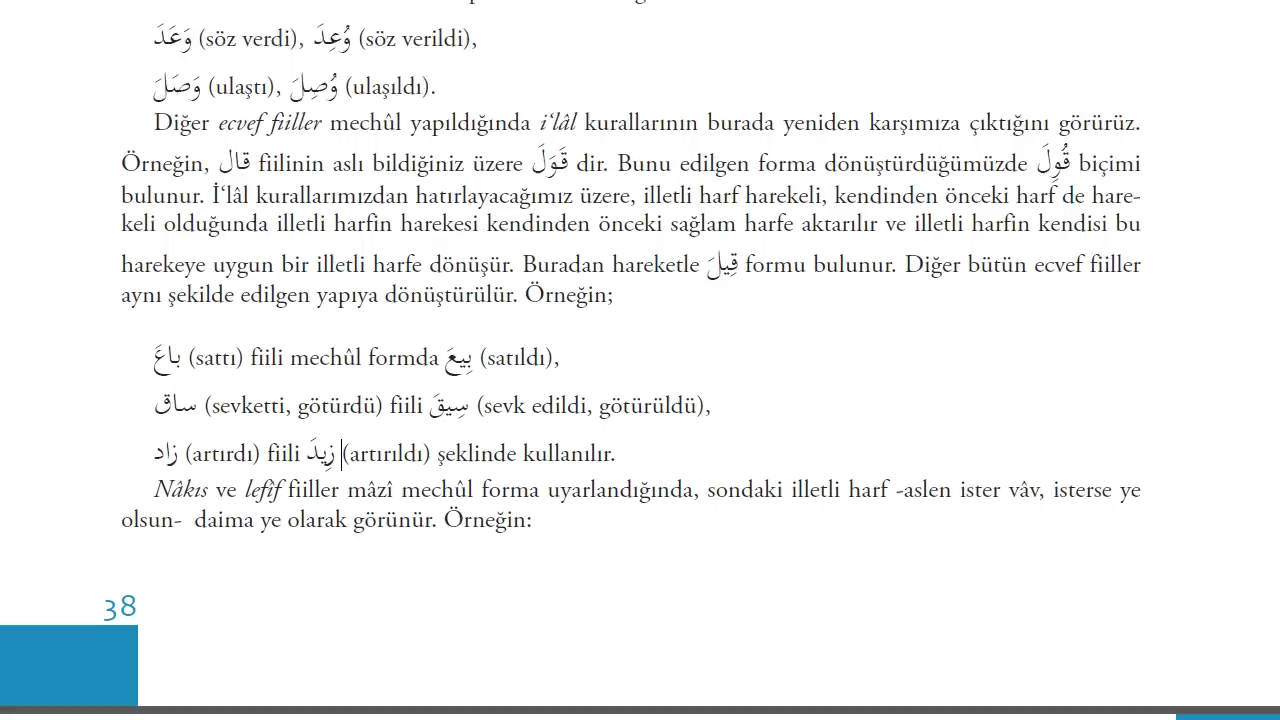 وَعَدَ (söz verdi), وُعِدَ (söz verildi),
وَصَلَ (ulaştı), وُصِلَ (ulaşıldı).
Diğer ecvef fiiller mechûl yapıldığında i‘lâl kurallarının burada yeniden karşımıza çıktığını görürüz.
Örneğin, قال fiilinin aslı bildiğiniz üzere قَوَلَ dir. Bunu edilgen forma dönüştürdüğümüzde قُوِلَ biçimi
bulunur. İ‘lâl kurallarımızdan hatırlayacağımız üzere, illetli harf harekeli, kendinden önceki harf de hare-
keli olduğunda illetli harfin harekesi kendinden önceki sağlam harfe aktarılır ve illetli harfin kendisi bu
harekeye uygun bir illetli harfe dönüşür. Buradan hareketle قِيلَ formu bulunur. Diğer bütün ecvef fiiller
aynı şekilde edilgen yapıya dönüştürülür. Örneğin;
باعَ (sattı) fiili mechûl formda بِيعَ (satıldı),
ساق (sevketti, götürdü) fiili سِيقَ (sevk edildi, götürüldü),
زاد (artırdı) fiili زِيدَ (artırıldı) şeklinde kullanılır.
Nâkıs ve lefîf fiiller mâzî mechûl forma uyarlandığında, sondaki illetli harf -aslen ister vâv, isterse ye
olsun- daima ye olarak görünür. Örneğin:
38